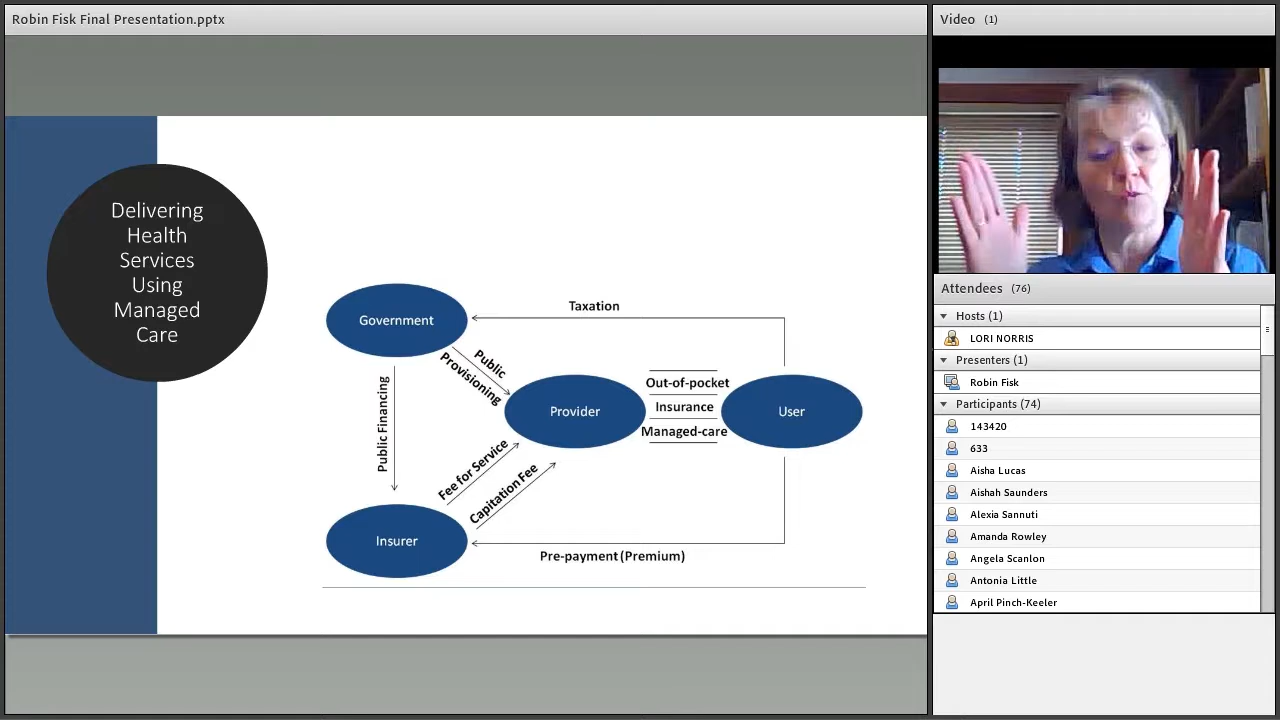 Robin Fisk Final Presentation.pptx
Delivering
Health
Services
Using
Managed
Care
Government
Taxation
Public
Provisioning
Public Financing
Provider
Out-of-pocket
Insurance
Managed-care
User
Fee for Service
Capitation Fee
Insurer
Pre-payment (Premium)
Video (1)
Attendees (76)
Hosts (1)
LORI NORRIS
Presenters (1)
Robin Fisk
Participants (74)
143420
633
Aisha Lucas
Aishah Saunders
Alexia Sannuti
Amanda Rowley
Angela Scanlon
Antonia Little
April Pinch-Keeler